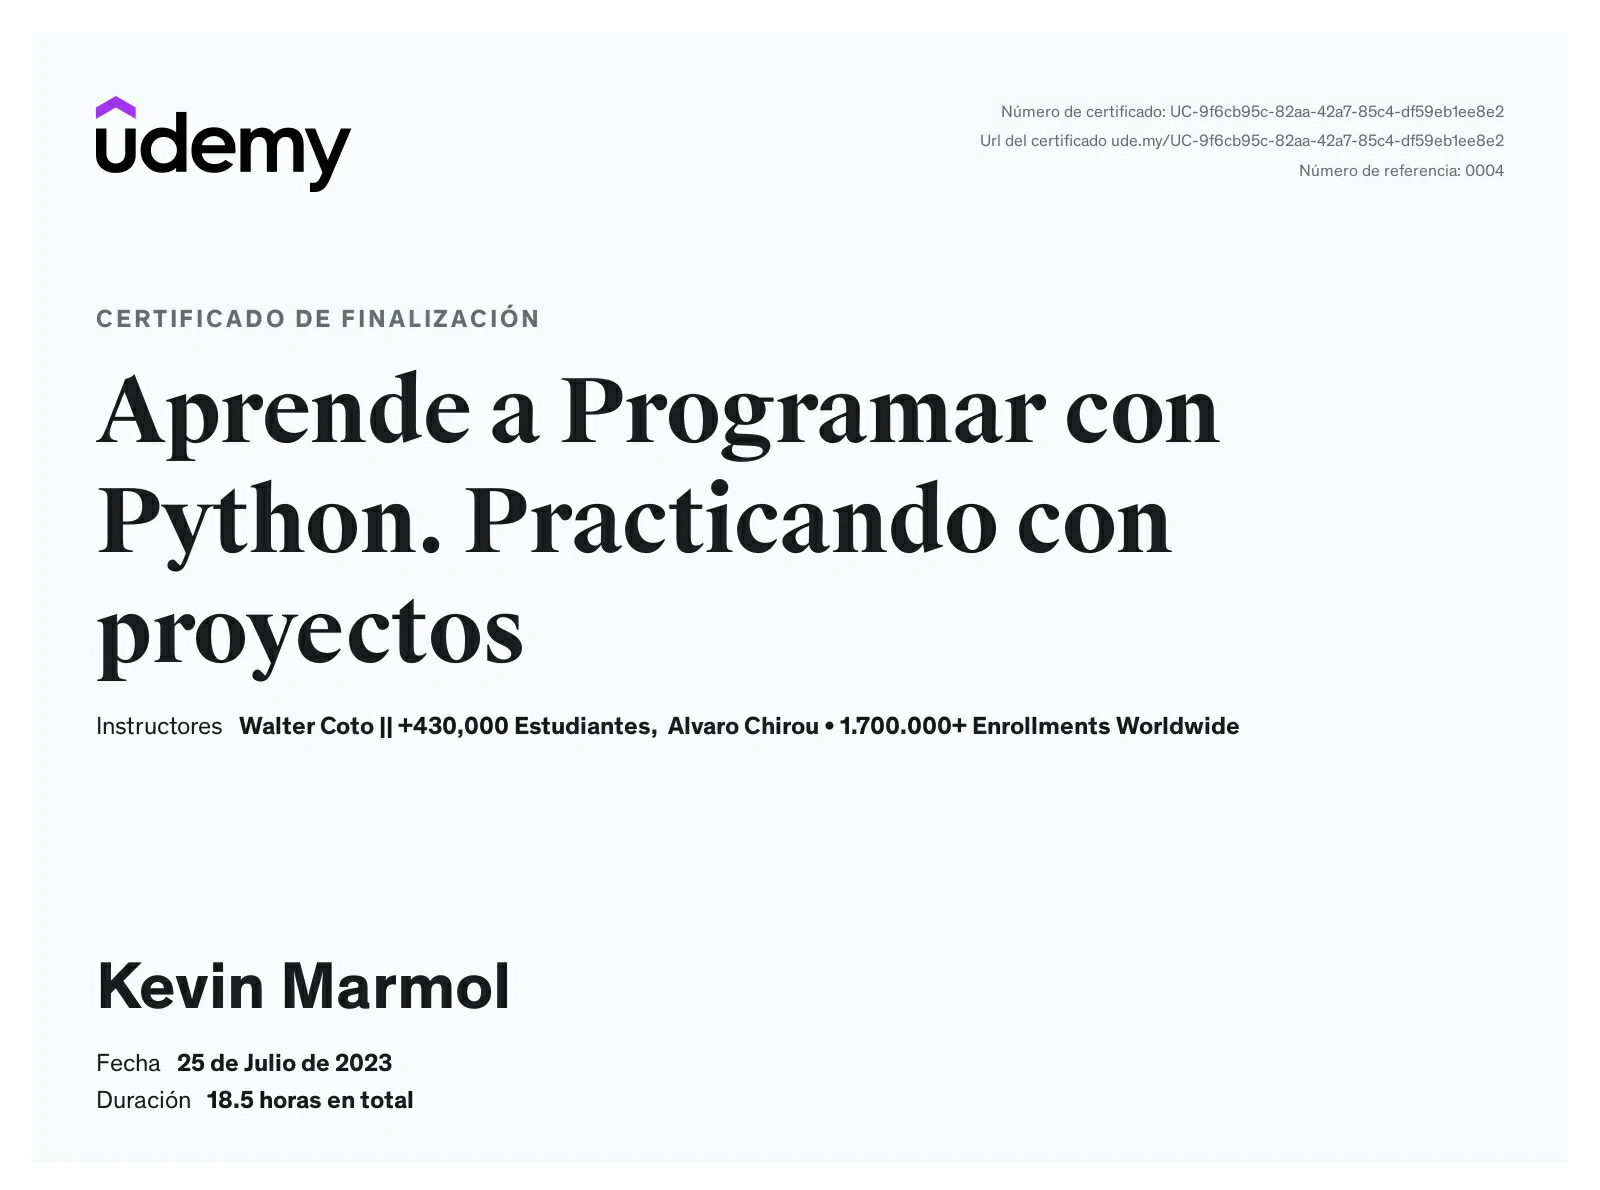 udemy
Número de certificado: UC-9f6cb95c-82aa-42a7-85c4-df59eb1ee8e2
Url del certificado ude.my/UC-9f6cb95c-82aa-42a7-85c4-df59eb1ee8e2
Número de referencia: 0004
CERTIFICADO DE FINALIZACIÓN
Aprende a Programar con
Python. Practicando con
proyectos
Instructores Walter Coto || +430,000 Estudiantes, Alvaro Chirou • 1.700.000+ Enrollments Worldwide
Kevin Marmol
Fecha 25 de Julio de 2023
Duración 18.5 horas en total